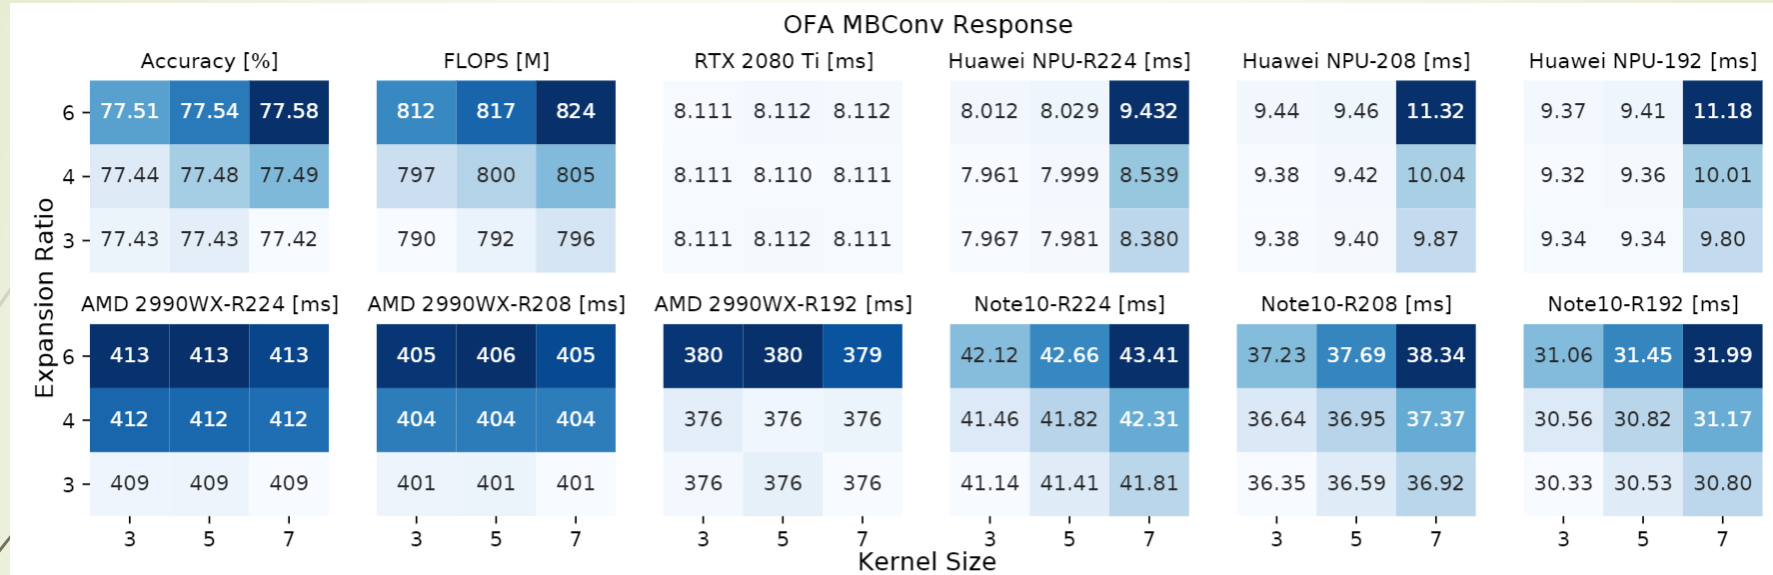 OFA MBConv Response
Accuracy [%] FLOPS [M] RTX 2080 Ti [ms] Huawei NPU-R224 [ms] Huawei NPU-208 [ms] Huawei NPU-192 [ms]
6 77.51 77.54 77.58 812 817 824 8.111 8.112 8.112 8.012 8.029 9.432 9.44 9.46 11.32 9.37 9.41 11.18
4 77.44 77.48 77.49 797 800 805 8.111 8.110 8.111 7.961 7.999 8.539 9.38 9.42 10.04 9.32 9.36 10.01
3 77.43 77.43 77.42 790 792 796 8.111 8.112 8.111 7.967 7.981 8.380 9.38 9.40 9.87 9.34 9.34 9.80
Expansion Ratio
AMD 2990WX-R224 [ms] AMD 2990WX-R208 [ms] AMD 2990WX-R192 [ms] Note10-R224 [ms] Note10-R208 [ms] Note10-R192 [ms]
6 413 413 413 405 406 405 380 380 379 42.12 42.66 43.41 37.23 37.69 38.34 31.06 31.45 31.99
4 412 412 412 404 404 404 376 376 376 41.46 41.82 42.31 36.64 36.95 37.37 30.56 30.82 31.17
3 409 409 409 401 401 401 376 376 376 41.14 41.41 41.81 36.35 36.59 36.92 30.33 30.53 30.80
3 5 7 3 5 7 3 5 7 3 5 7 3 5 7 3 5 7
Kernel Size